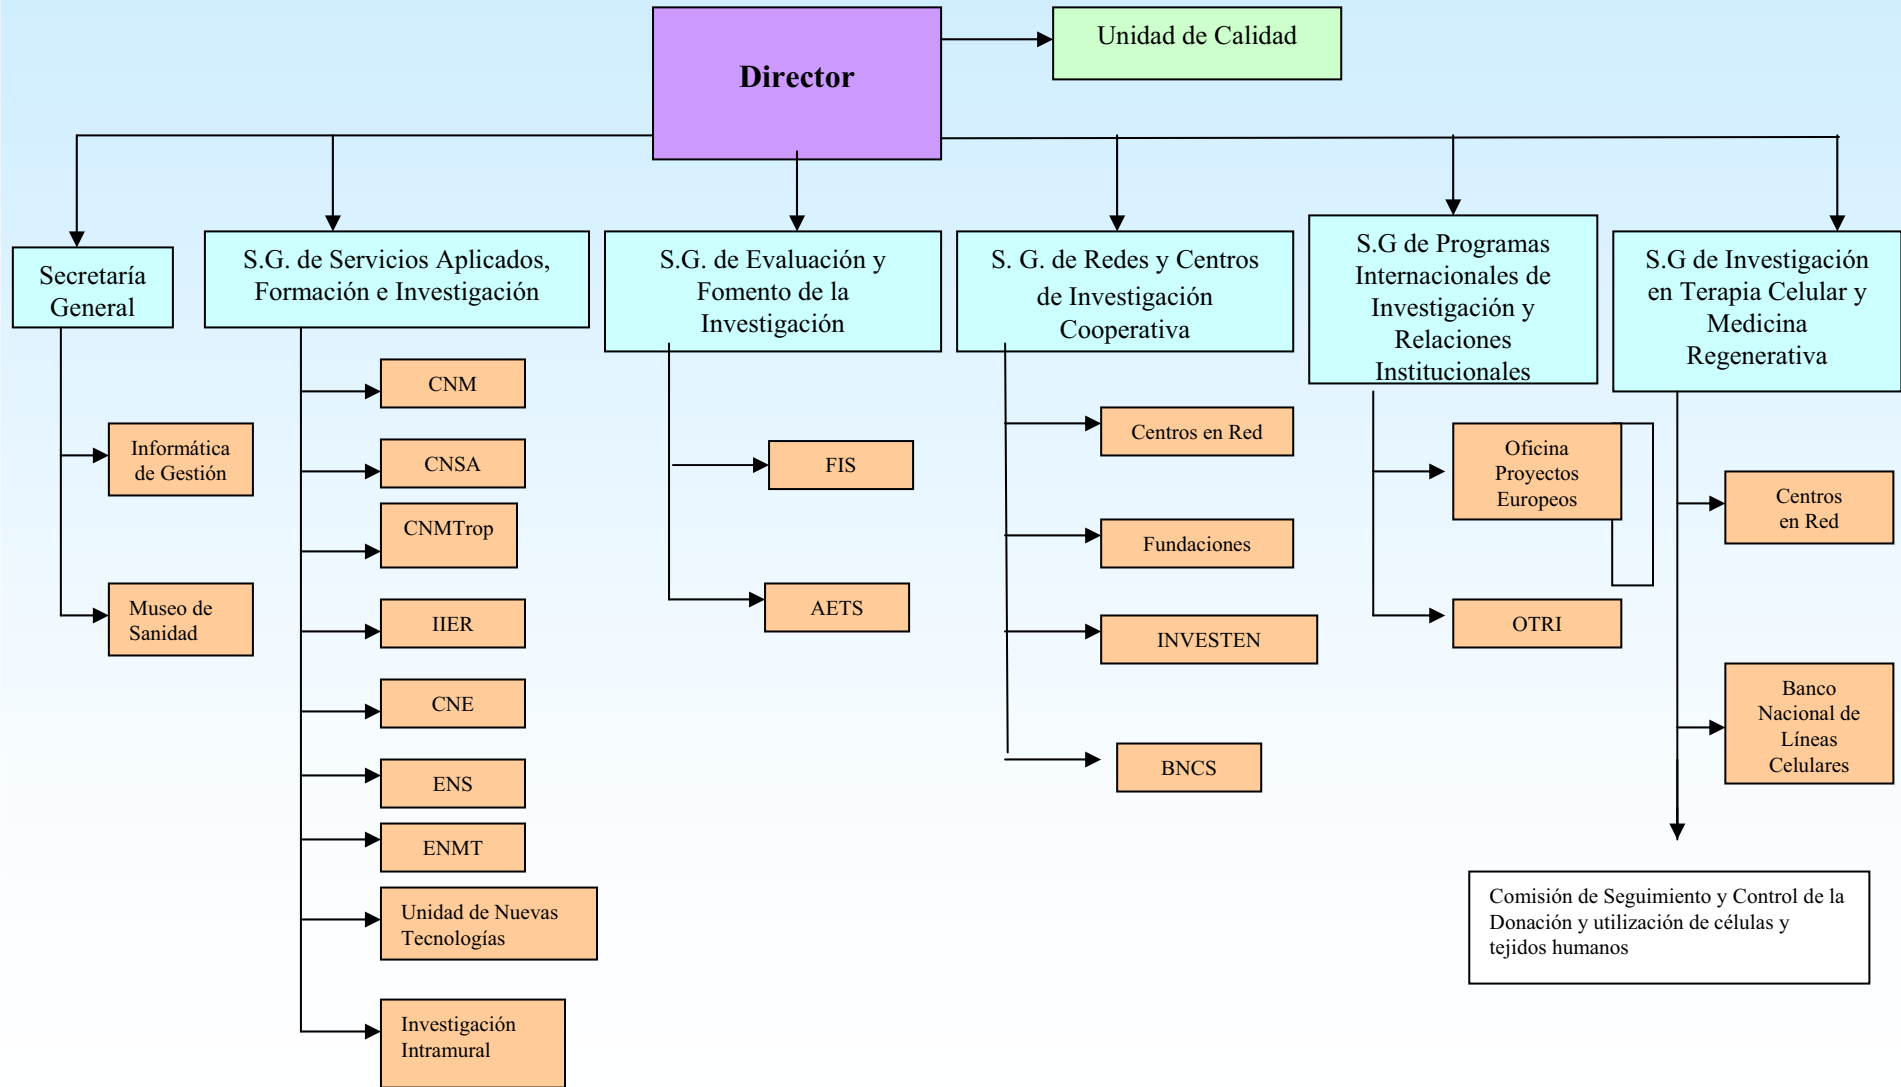 Director
Unidad de Calidad
Secretaría
General
S.G. de Servicios Aplicados,
Formación e Investigación
S.G. de Evaluación y
Fomento de la
Investigación
S. G. de Redes y Centros
de Investigación
Cooperativa
S.G de Programas
Internacionales de
Investigación y
Relaciones
Institucionales
S.G de Investigación
en Terapia Celular y
Medicina
Regenerativa
Informática
de Gestión
Museo de
Sanidad
CNM
CNSA
CNMTrop
IIER
CNE
ENS
ENMT
Unidad de Nuevas
Tecnologías
Investigación
Intramural
FIS
AETS
Centros en Red
Fundaciones
INVESTEN
BNCS
Oficina
Proyectos
Europeos
OTRI
Centros
en Red
Banco
Nacional de
Líneas
Celulares
Comisión de Seguimiento y Control de la
Donación y utilización de células y
tejidos humanos